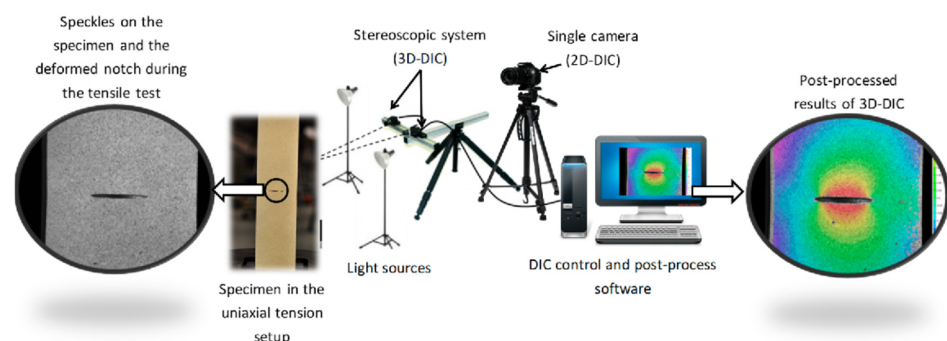 Speckles on the
specimen and the
deformed notch during
the tensile test
Stereoscopic system
(3D-DIC)
Single camera
(2D-DIC)
Post-processed
results of 3D-DIC
Light sources
DIC control and post-process
software
Specimen in the
uniaxial tension
setup